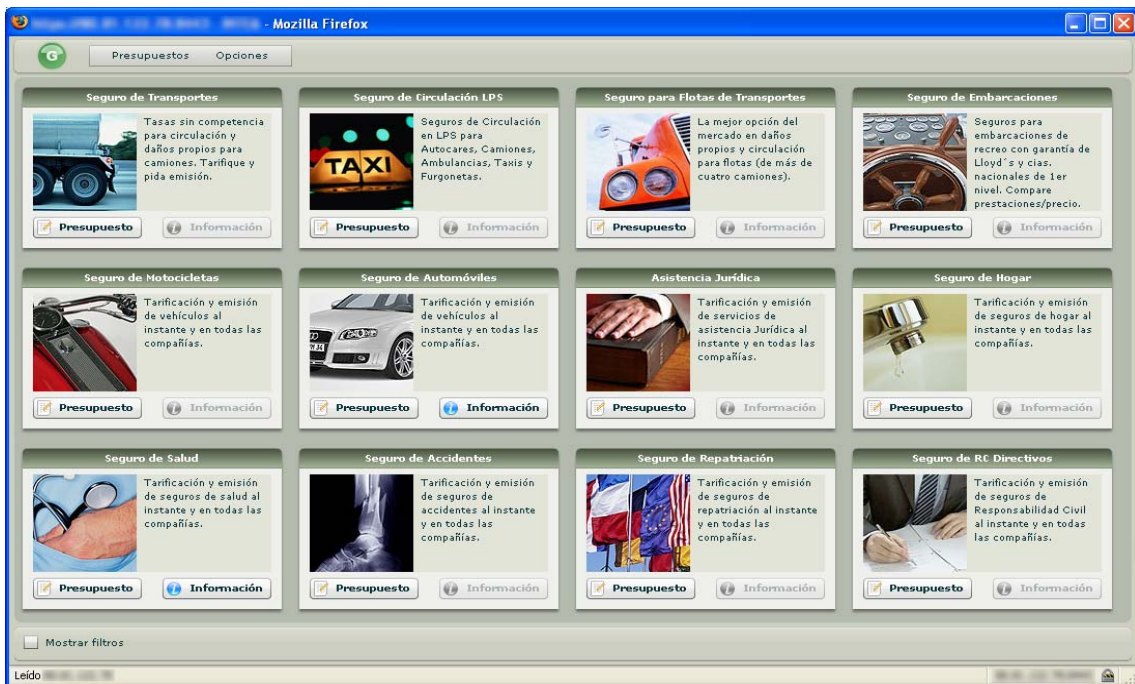 - Mozilla Firefox
G
Presupuestos Opciones
Seguro de Transportes
Tasas sin competencia
para circulación y
daños propios para
camiones. Tarifique y
pida emisión.
Presupuesto Información
Seguro de Circulación LPS
TAXI
Seguros de Circulación
en LPS para
Autocares, Camiones,
Ambulancias, Taxis y
Furgonetas.
Presupuesto Información
Seguro para Flotas de Transportes
La mejor opción del
mercado en daños
propios y circulación
para flotas (de más de
cuatro camiones).
Presupuesto Información
Seguro de Embarcaciones
Seguros para
embarcaciones de
recreo con garantía de
Lloyd´s y cias.
nacionales de 1er
nivel. Compare
prestaciones/precio.
Presupuesto Información
Seguro de Motocicletas
Tarificación y emisión
de vehículos al
instante y en todas las
compañías.
Presupuesto Información
Seguro de Automóviles
Tarificación y emisión
de vehículos al
instante y en todas las
compañías.
Presupuesto Información
Asistencia Jurídica
Tarificación y emisión
de servicios de
asistencia Jurídica al
instante y en todas las
compañías.
Presupuesto Información
Seguro de Hogar
Tarificación y emisión
de seguros de hogar al
instante y en todas las
compañías.
Presupuesto Información
Seguro de Salud
Tarificación y emisión
de seguros de salud al
instante y en todas las
compañías.
Presupuesto Información
Seguro de Accidentes
Tarificación y emisión
de seguros de
accidentes al instante
y en todas las
compañías.
Presupuesto Información
Seguro de Repatriación
Tarificación y emisión
de seguros de
repatriación al instante
y en todas las
compañías.
Presupuesto Información
Seguro de RC Directivos
Tarificación y emisión
de seguros de
Responsabilidad Civil
al instante y en todas
las compañías.
Presupuesto Información
Mostrar filtros
Leído